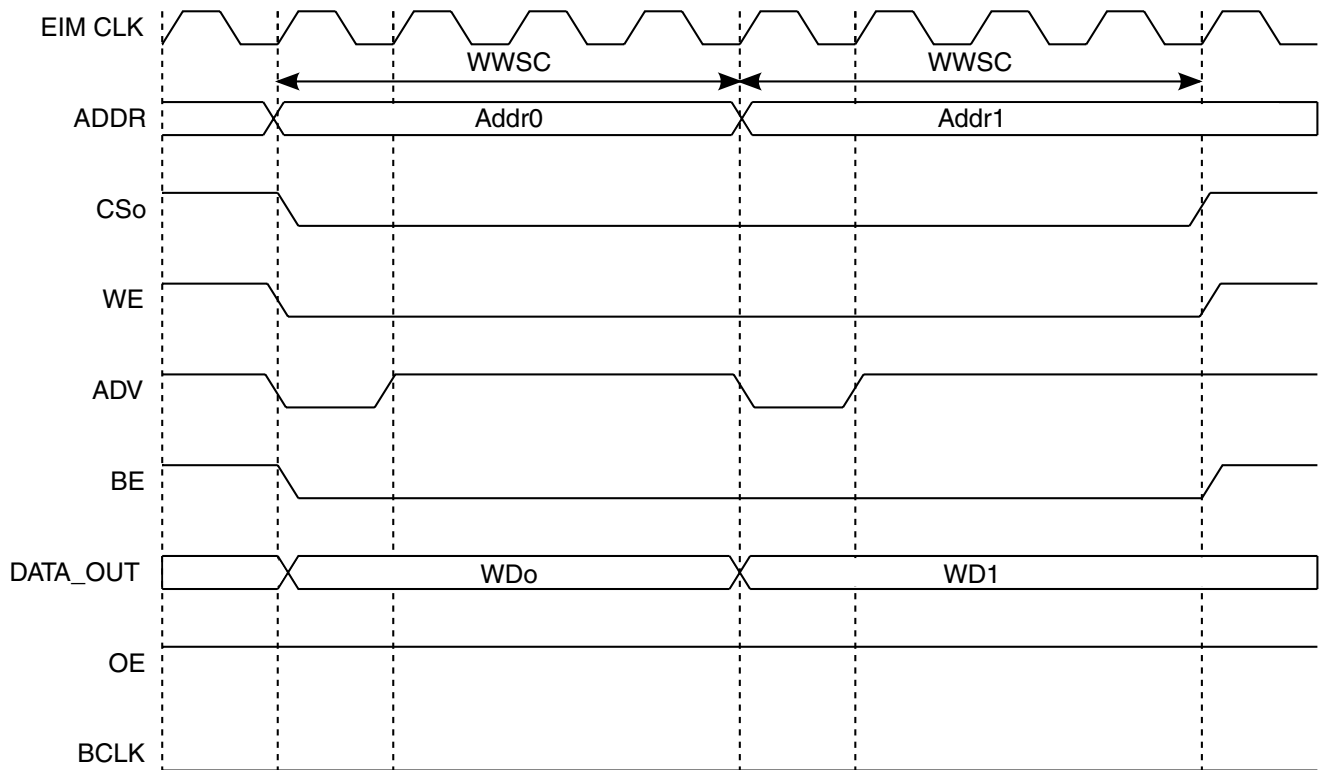 EIM CLK
WWSC WWSC
ADDR Addr0 Addr1
CSo
WE
ADV
BE
DATA_OUT WDo WD1
OE
BCLK